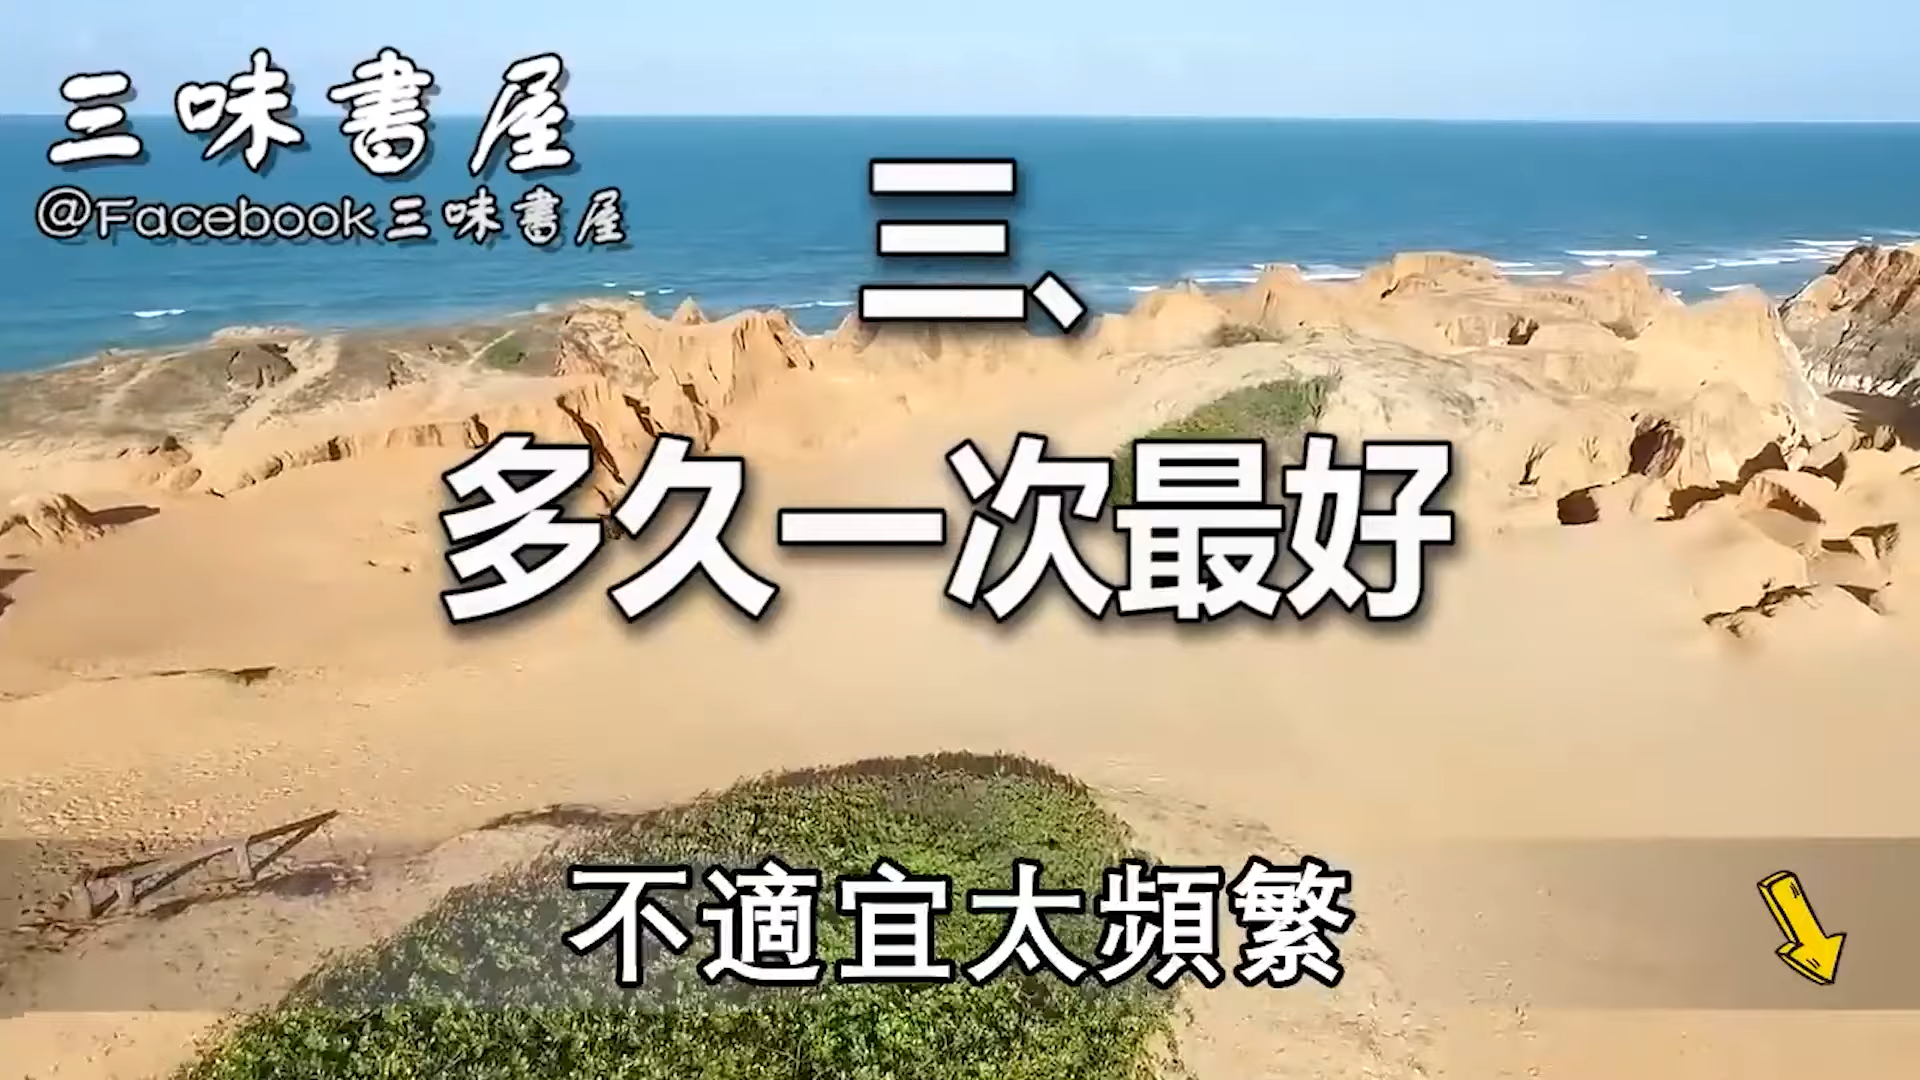 三味書屋
@Facebook三味書屋
三、
多久一次最好
不適宜太頻繁